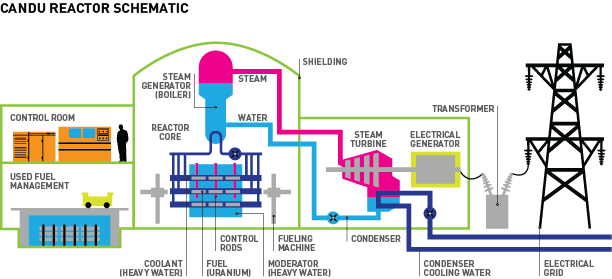 CANDU REACTOR SCHEMATIC
SHIELDING
STEAM
GENERATOR
(BOILER)
STEAM
CONTROL ROOM
WATER
TRANSFORMER
REACTOR
CORE
STEAM
TURBINE
ELECTRICAL
GENERATOR
USED FUEL
MANAGEMENT
CONTROL
RODS
FUELING
MACHINE
CONDENSER
COOLANT
(HEAVY WATER)
FUEL
(URANIUM)
MODERATOR
(HEAVY WATER)
CONDENSER
COOLING WATER
ELECTRICAL
GRID